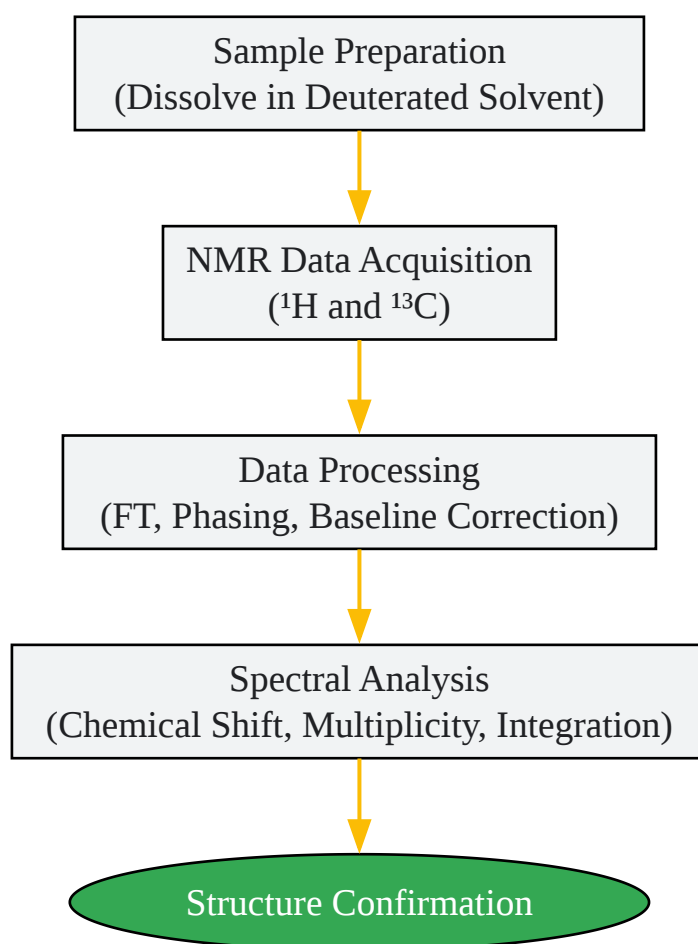 Sample Preparation
(Dissolve in Deuterated Solvent)
NMR Data Acquisition
(¹H and ¹³C)
Data Processing
(FT, Phasing, Baseline Correction)
Spectral Analysis
(Chemical Shift, Multiplicity, Integration)
Structure Confirmation